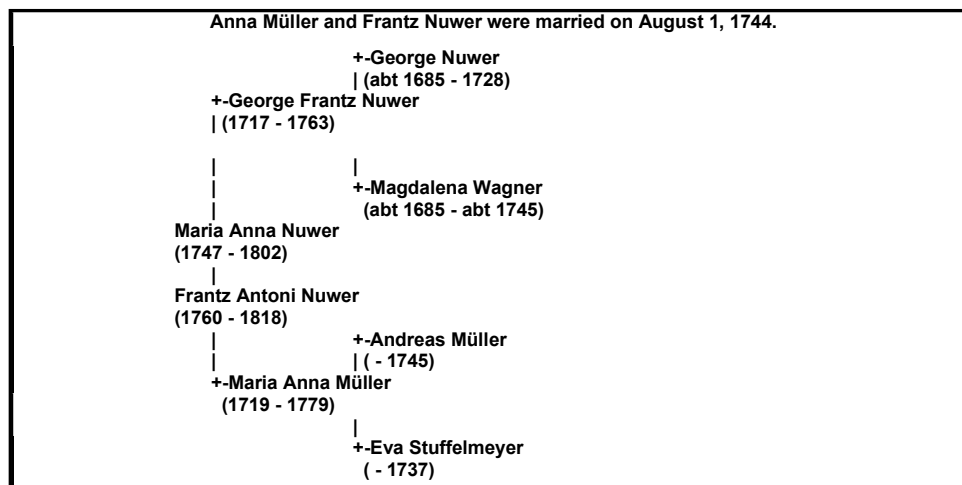 Anna Müller and Frantz Nuwer were married on August 1, 1744.
+-George Nuwer
| (abt 1685 - 1728)
+-George Frantz Nuwer
| (1717 - 1763)
| |
| +-Magdalena Wagner
| (abt 1685 - abt 1745)
Maria Anna Nuwer
(1747 - 1802)
|
Frantz Antoni Nuwer
(1760 - 1818)
| +-Andreas Müller
| | ( - 1745)
+-Maria Anna Müller
(1719 - 1779)
|
+-Eva Stuffelmeyer
( - 1737)